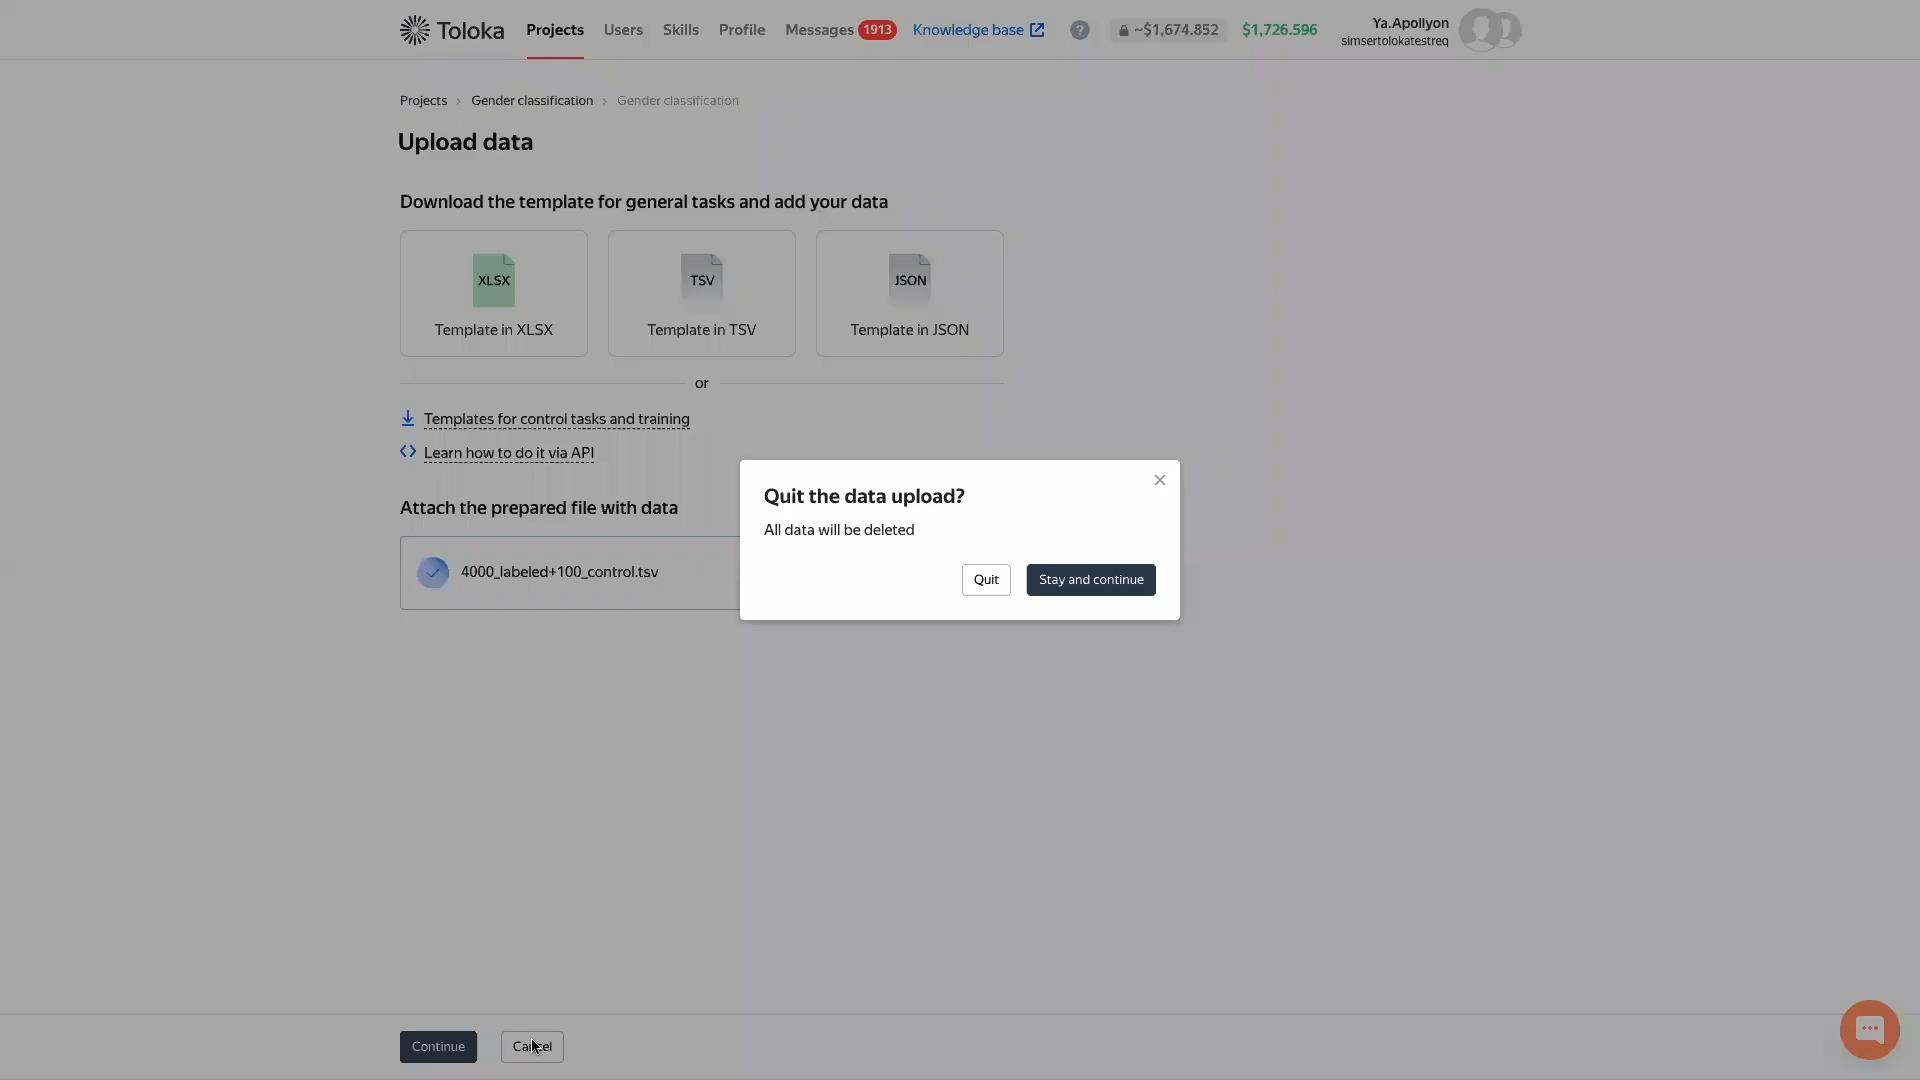 Toloka Projects Users Skills Profile Messages 1913 Knowledge base ? ~$1,674.852 $1,726.596 Ya.Apollyon
simsertolokatestreq
Projects > Gender classification > Gender classification
Upload data
Download the template for general tasks and add your data
XLSX TSV JSON
Template in XLSX Template in TSV Template in JSON
or
Templates for control tasks and training
Learn how to do it via API
Attach the prepared file with data
4000_labeled+100_control.tsv
Quit the data upload?
All data will be deleted
Quit Stay and continue
Continue Cancel